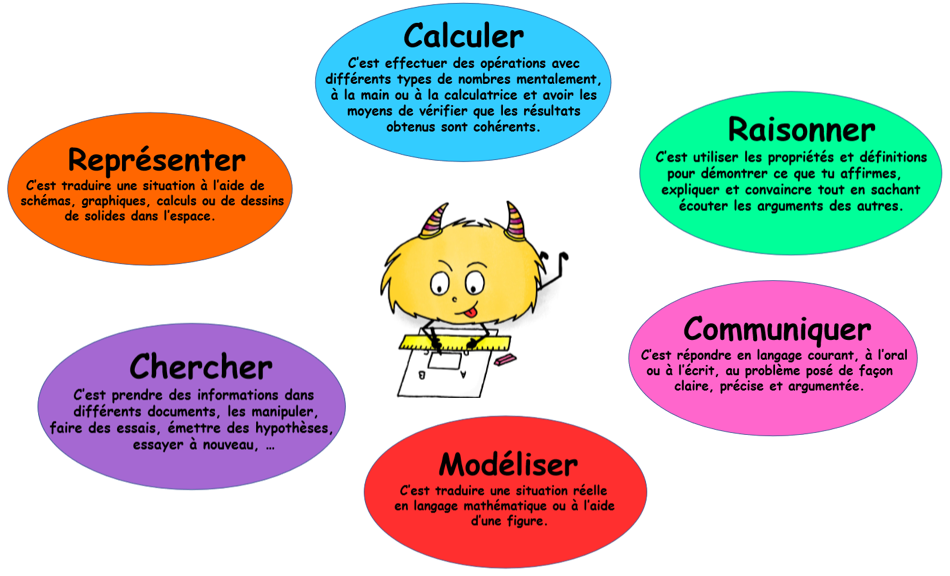 Calculer
C'est effectuer des opérations avec
différents types de nombres mentalement,
à la main ou à la calculatrice et avoir les
moyens de vérifier que les résultats
obtenus sont cohérents.
Raisonner
C'est utiliser les propriétés et définitions
pour démontrer ce que tu affirmes,
expliquer et convaincre tout en sachant
écouter les arguments des autres.
Représenter
C'est traduire une situation à l'aide de
schémas, graphiques, calculs ou de dessins
de solides dans l'espace.
Communiquer
C'est répondre en langage courant, à l'oral
ou à l'écrit, au problème posé de façon
claire, précise et argumentée.
Chercher
C'est prendre des informations dans
différents documents, les manipuler,
faire des essais, émettre des hypothèses,
essayer à nouveau, …
B A
Modéliser
C'est traduire une situation réelle
en langage mathématique ou à l'aide
d'une figure.